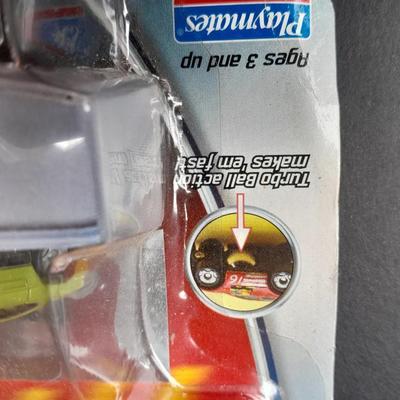 Turbo Ball action
makes 'em fast!
Ages 3 and up
Playmates